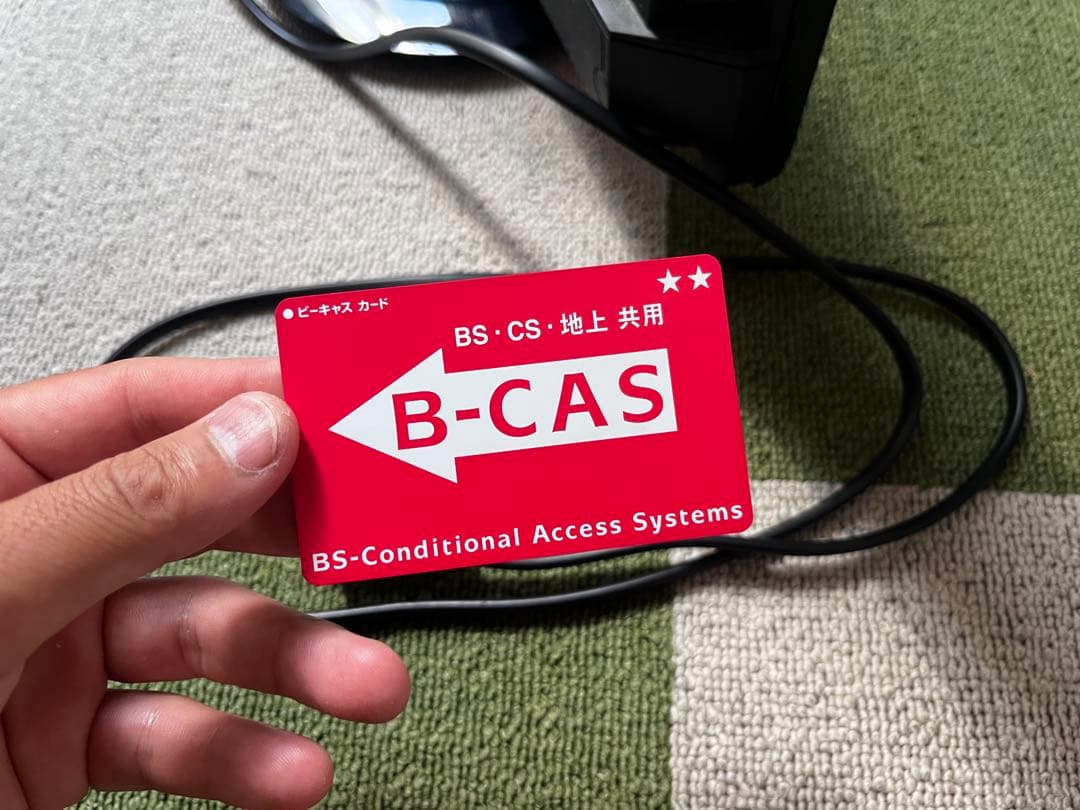 ●ビーキャス カード
★★
BS・CS・地上 共用
B-CAS
BS-Conditional Access Systems